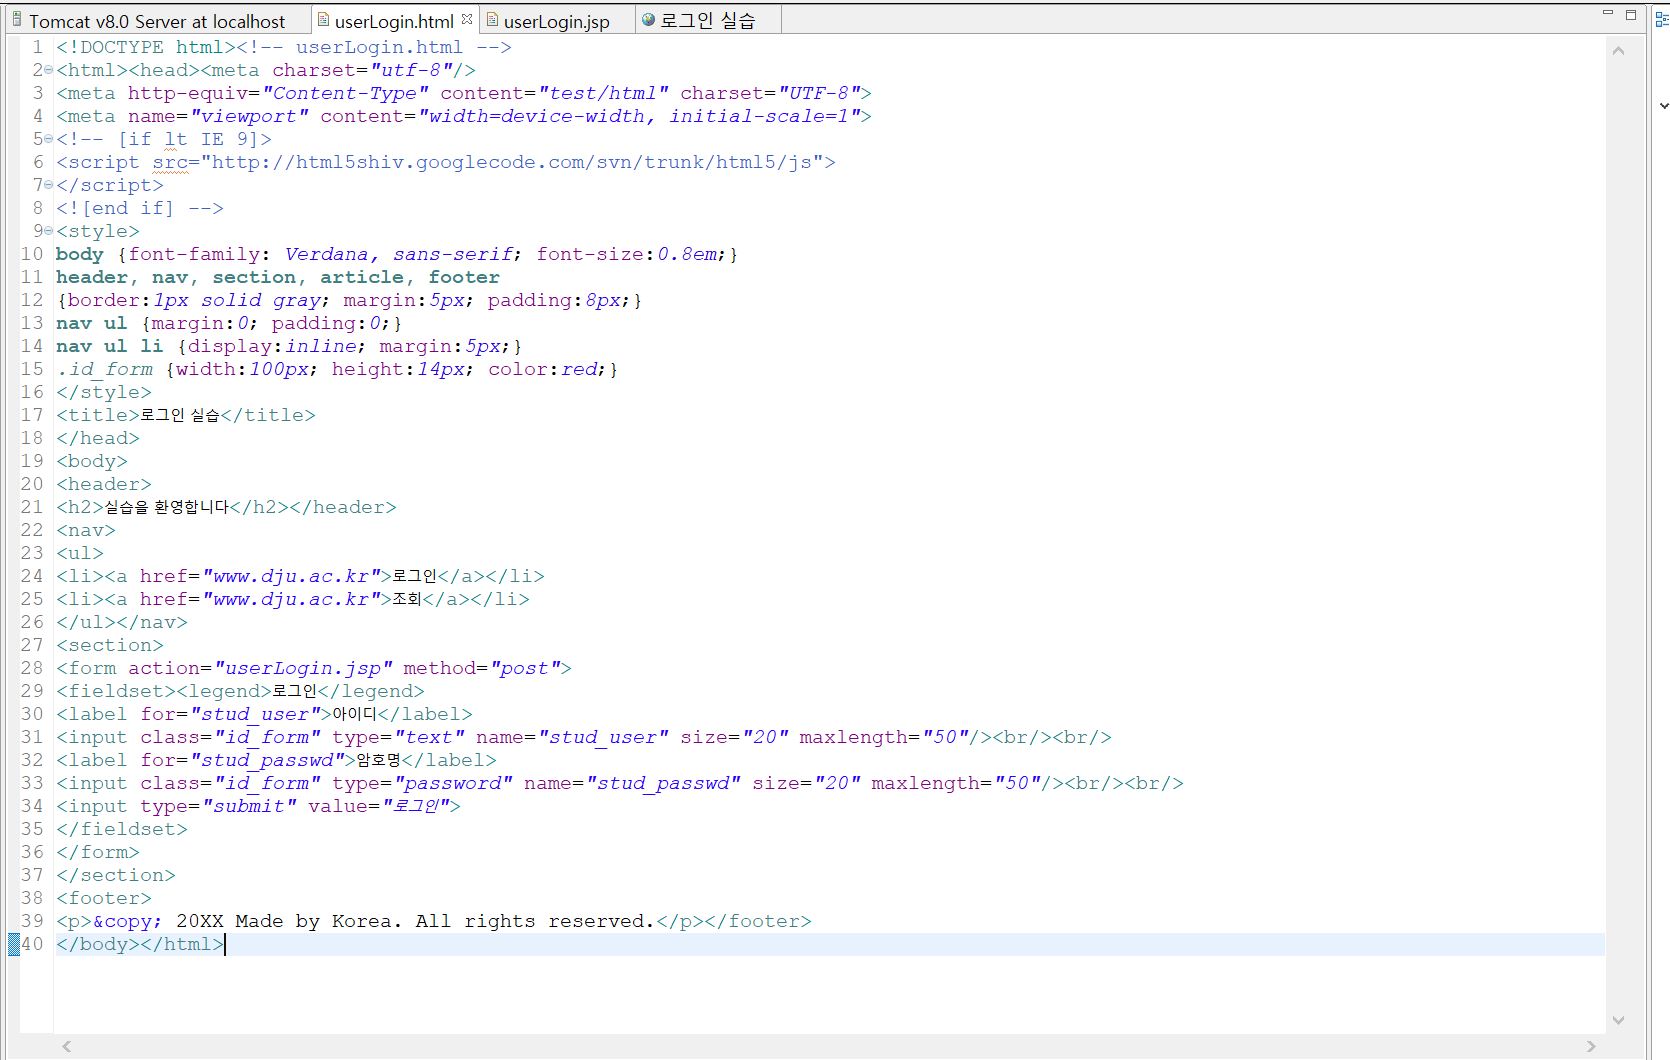 Tomcat v8.0 Server at localhost userLogin.html userLogin.jsp 로그인 실습
1 <!DOCTYPE html><!-- userLogin.html -->
2 <html><head><meta charset="utf-8"/>
3 <meta http-equiv="Content-Type" content="test/html" charset="UTF-8">
4 <meta name="viewport" content="width=device-width, initial-scale=1">
5 <!-- [if lt IE 9]>
6 <script src="http://html5shiv.googlecode.com/svn/trunk/html5/js">
7 </script>
8 <![end if] -->
9 <style>
10 body {font-family: Verdana, sans-serif; font-size:0.8em;}
11 header, nav, section, article, footer
12 {border:1px solid gray; margin:5px; padding:8px;}
13 nav ul {margin:0; padding:0;}
14 nav ul li {display:inline; margin:5px;}
15 .id_form {width:100px; height:14px; color:red;}
16 </style>
17 <title>로그인 실습</title>
18 </head>
19 <body>
20 <header>
21 <h2>실습을 환영합니다</h2></header>
22 <nav>
23 <ul>
24 <li><a href="www.dju.ac.kr">로그인</a></li>
25 <li><a href="www.dju.ac.kr">조회</a></li>
26 </ul></nav>
27 <section>
28 <form action="userLogin.jsp" method="post">
29 <fieldset><legend>로그인</legend>
30 <label for="stud_user">아이디</label>
31 <input class="id_form" type="text" name="stud_user" size="20" maxlength="50"/><br/><br/>
32 <label for="stud_passwd">암호명</label>
33 <input class="id_form" type="password" name="stud_passwd" size="20" maxlength="50"/><br/><br/>
34 <input type="submit" value="로그인">
35 </fieldset>
36 </form>
37 </section>
38 <footer>
39 <p>&copy; 20XX Made by Korea. All rights reserved.</p></footer>
40 </body></html>